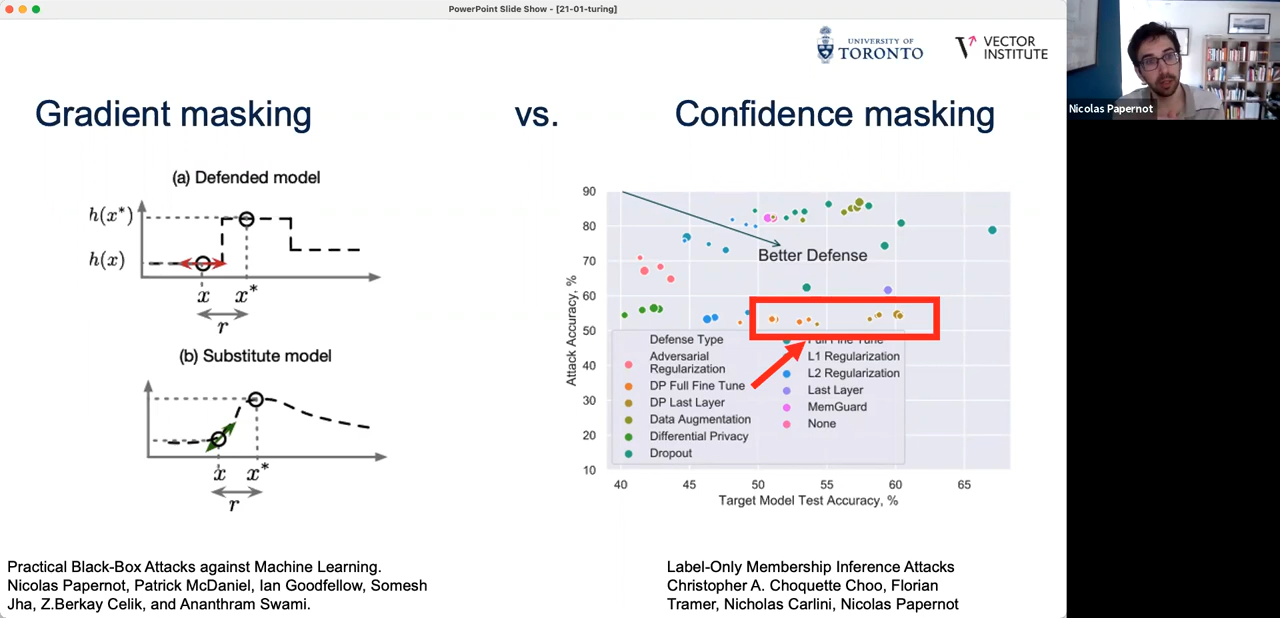 PowerPoint Slide Show - [21-01-turing]
UNIVERSITY OF
TORONTO
VECTOR
INSTITUTE
Nicolas Papernot
Gradient masking
vs.
Confidence masking
(a) Defended model
h(x*)
h(x)
x
x*
r
(b) Substitute model
x
x*
r
90
80
70
60
50
40
30
20
10
Attack Accuracy, %
Better Defense
Defense Type
Adversarial
Regularization
DP Full Fine Tune
DP Last Layer
Data Augmentation
Differential Privacy
Dropout
Full Fine Tune
L1 Regularization
L2 Regularization
Last Layer
MemGuard
None
40
45
50
55
60
65
Target Model Test Accuracy, %
Practical Black-Box Attacks against Machine Learning.
Nicolas Papernot, Patrick McDaniel, Ian Goodfellow, Somesh
Jha, Z.Berkay Celik, and Ananthram Swami.
Label-Only Membership Inference Attacks
Christopher A. Choquette Choo, Florian
Tramer, Nicholas Carlini, Nicolas Papernot